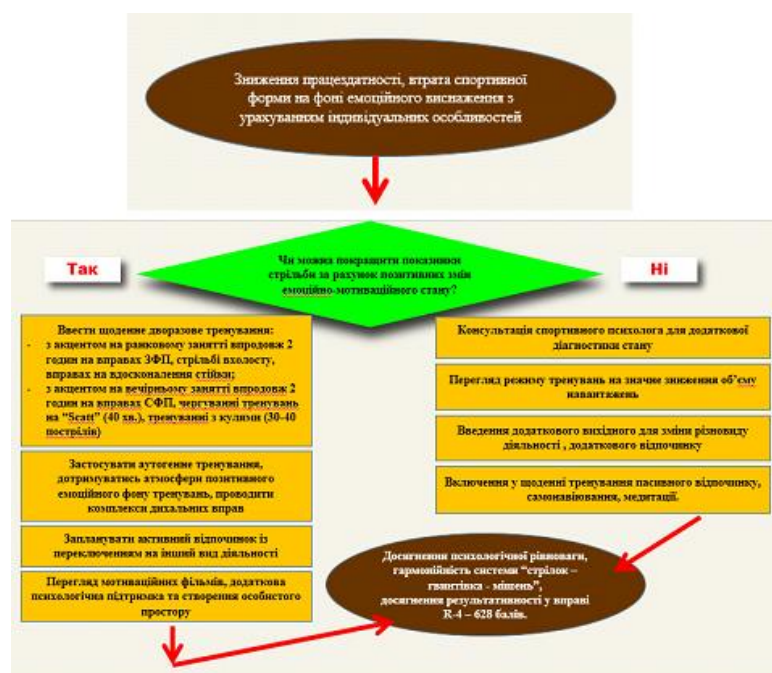 Зниження працездатності, втрата спортивної
форми на фоні емоційного виснаження з
урахуванням індивідуальних особливостей
Так
Чи можна покращити показники
стрільби за рахунок позитивних змін
емоційно-мотиваційного стану?
Ні
Ввести щоденне дворазове тренування:
- з акцентом на ранковому занятті впродовж 2
годин на вправах ЗФП, стрільбі вхолосту,
вправах на вдосконалення стійки;
- з акцентом на вечірньому занятті впродовж 2
годин на вправах СФП, чергуванні тренувань
на “Scatt” (40 хв.), тренуванні з кулями (30-40
пострілів)
Застосувати аутогенне тренування,
дотримуватись атмосфери позитивного
емоційного фону тренувань, проводити
комплекси дихальних вправ
Запланувати активний відпочинок із
переключенням на інший вид діяльності
Перегляд мотиваційних фільмів, додаткова
психологічна підтримка та створення особистого
простору
Консультація спортивного психолога для додаткової
діагностики стану
Перегляд режиму тренувань на значне зниження об’єму
навантажень
Введення додаткового вихідного для зміни різновиду
діяльності , додаткового відпочинку
Включення у щоденні тренування пасивного відпочинку,
самонавіювання, медитації.
Досягнення психологічної рівноваги,
гармонійність системи “стрілок –
гвинтівка - мішень”,
досягнення результативності у вправі
R-4 – 628 балів.